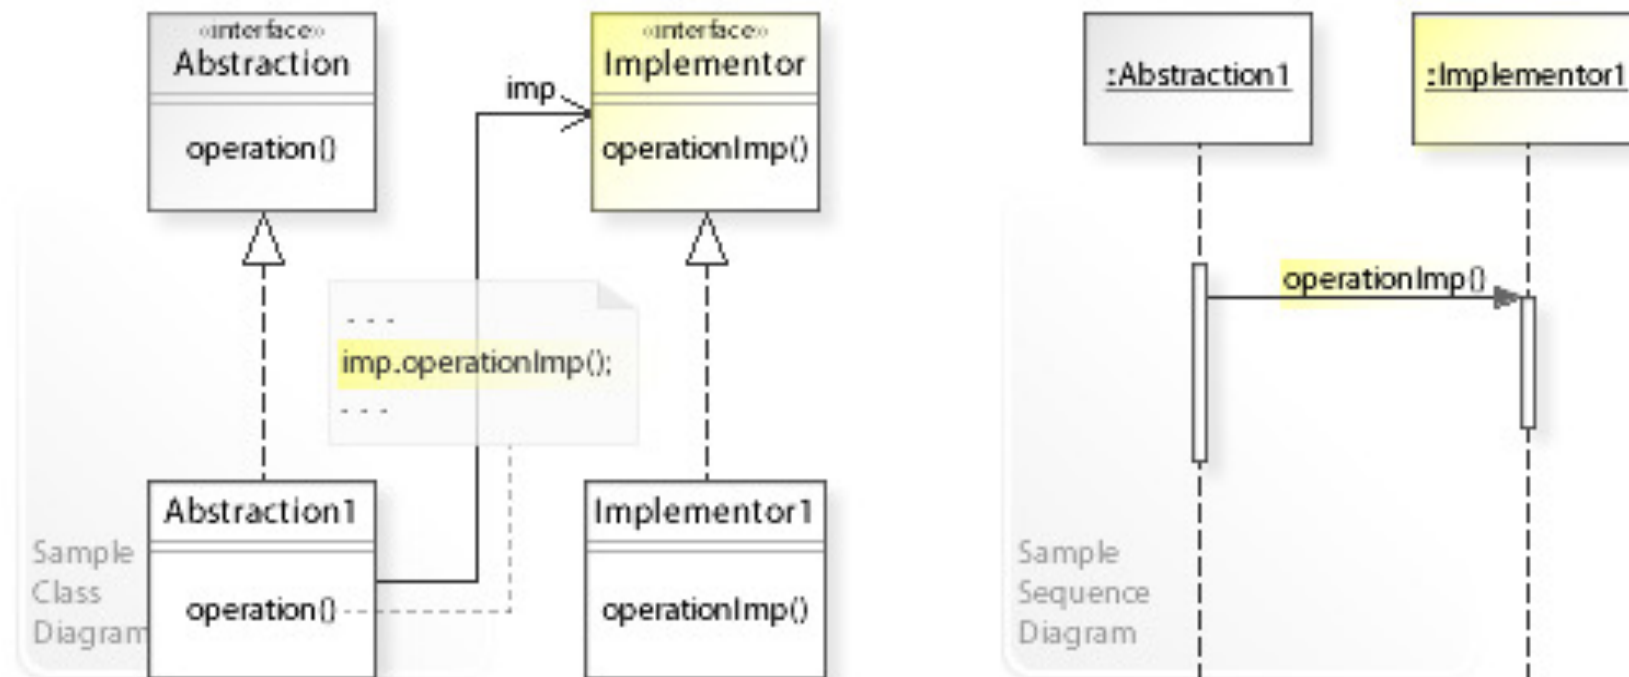 «interface»
Abstraction
operation()
«interface»
Implementor
operationImp()
imp
- - -
imp.operationImp();
- - -
Abstraction1
operation()
Implementor1
operationImp()
Sample
Class
Diagram
:Abstraction1
:Implementor1
operationImp()
Sample
Sequence
Diagram